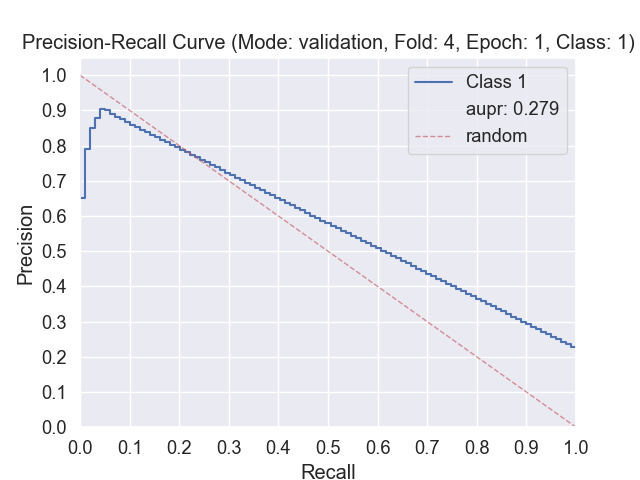 Precision-Recall Curve (Mode: validation, Fold: 4, Epoch: 1, Class: 1)
1.0
0.9
0.8
0.7
0.6
0.5
0.4
0.3
0.2
0.1
0.0
Precision
Class 1
aupr: 0.279
random
0.0 0.1 0.2 0.3 0.4 0.5 0.6 0.7 0.8 0.9 1.0
Recall